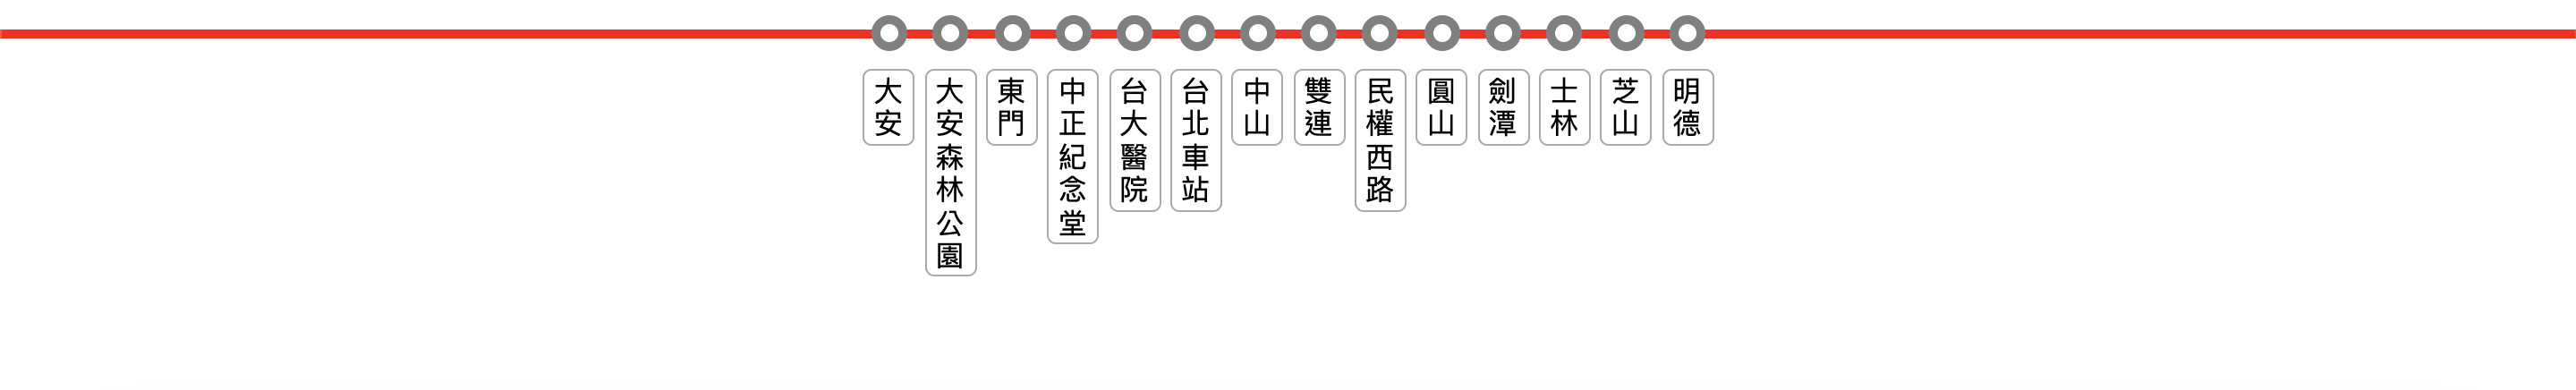 大安
大安森林公園
東門
中正紀念堂
台大醫院
台北車站
中山
雙連
民權西路
圓山
劍潭
士林
芝山
明德